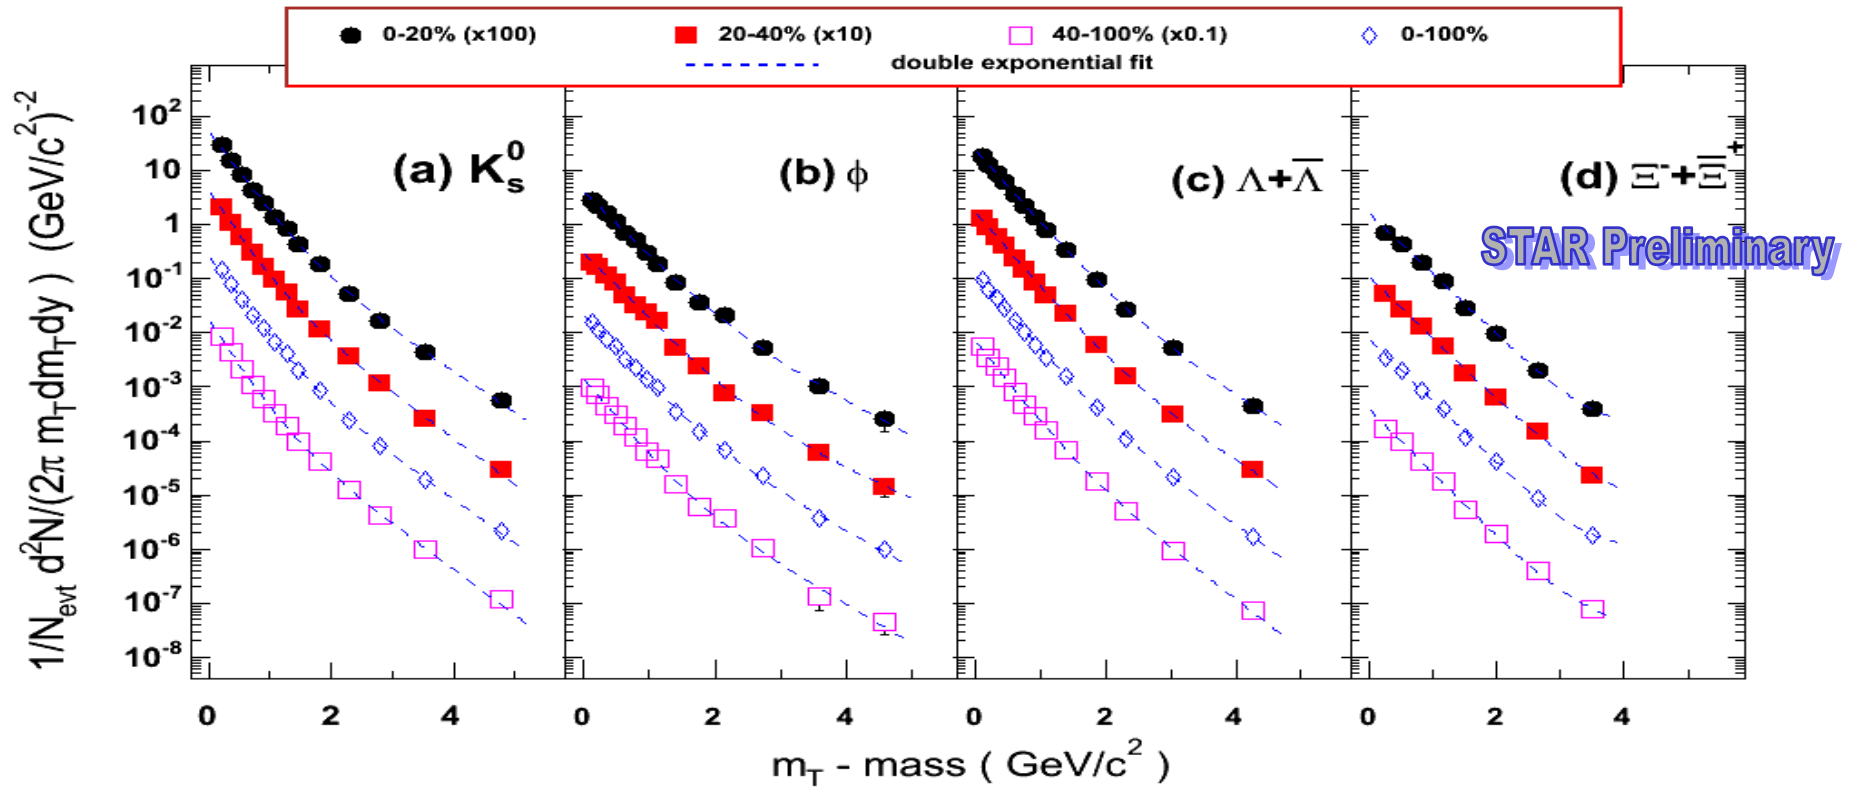 0-20% (x100) 20-40% (x10) 40-100% (x0.1) 0-100%
double exponential fit
1/N_evt d²N/(2π m_T dm_T dy ) (GeV/c²)⁻²
10²
10
1
10⁻¹
10⁻²
10⁻³
10⁻⁴
10⁻⁵
10⁻⁶
10⁻⁷
10⁻⁸
(a) K⁰_s
(b) ϕ
(c) Λ+Λ̅
(d) Ξ⁻+Ξ̅⁺
STAR Preliminary
0 2 4 0 2 4 0 2 4 0 2 4
m_T - mass ( GeV/c² )